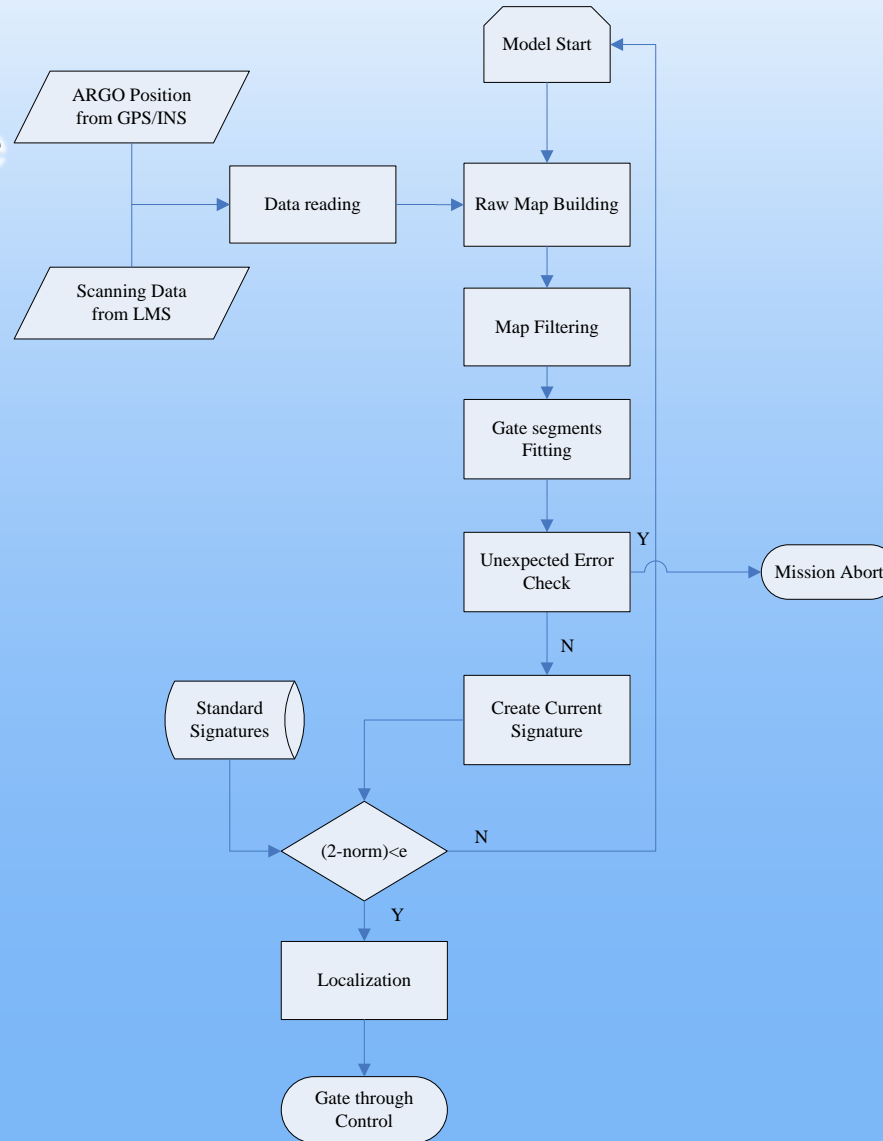 Model Start
ARGO Position
from GPS/INS
Data reading
Raw Map Building
Scanning Data
from LMS
Map Filtering
Gate segments
Fitting
Unexpected Error
Check
Y
Mission Abort
N
Standard
Signatures
Create Current
Signature
(2-norm)<e
N
Y
Localization
Gate through
Control